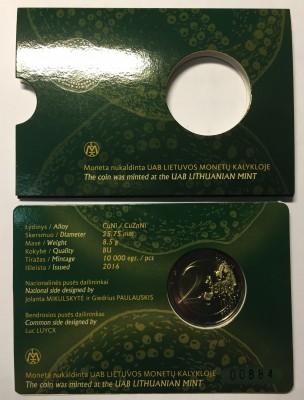 Moneta nukaldinta UAB LIETUVOS MONETŲ KALYKLOJE
The coin was minted at the UAB LITHUANIAN MINT
Lydinys / Alloy CuNi / CuZnNi
Skersmuo / Diameter 25.75 mm
Masė / Weight 8.5 g
Kokybė / Quality BU
Tiražas / Mintage 10 000 egz. / pcs
Išleista / Issued 2016
Nacionalinės pusės dailininkai
National side designed by
Jolanta MIKULSKYTĖ ir Giedrius PAULAUSKIS
Bendrosios pusės dailininkas
Common side designed by
Luc LUYCX
2
Moneta nukaldinta UAB LIETUVOS MONETŲ KALYKLOJE
The coin was minted at the UAB LITHUANIAN MINT
00884